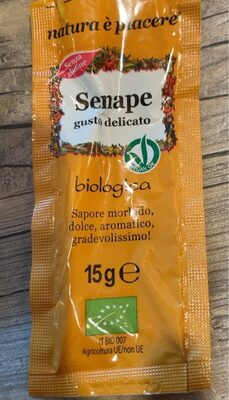 natura è piacere
Senza
glutine
Senape
gusto delicato
biologica
Sapore morbido,
dolce, aromatico,
gradevolissimo!
15g e
IT BIO 007
Agricoltura UE/non UE